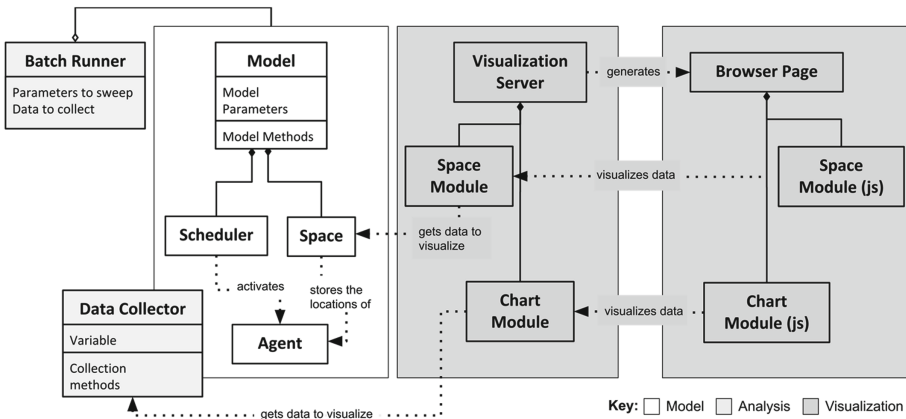 Batch Runner
Parameters to sweep
Data to collect
Model
Model
Parameters
Model Methods
Scheduler
Space
activates
stores the
locations of
Agent
Data Collector
Variable
Collection
methods
Visualization
Server
generates
Browser Page
Space
Module
visualizes data
Space
Module (js)
gets data to
visualize
Chart
Module
visualizes data
Chart
Module (js)
gets data to visualize
Key: Model Analysis Visualization